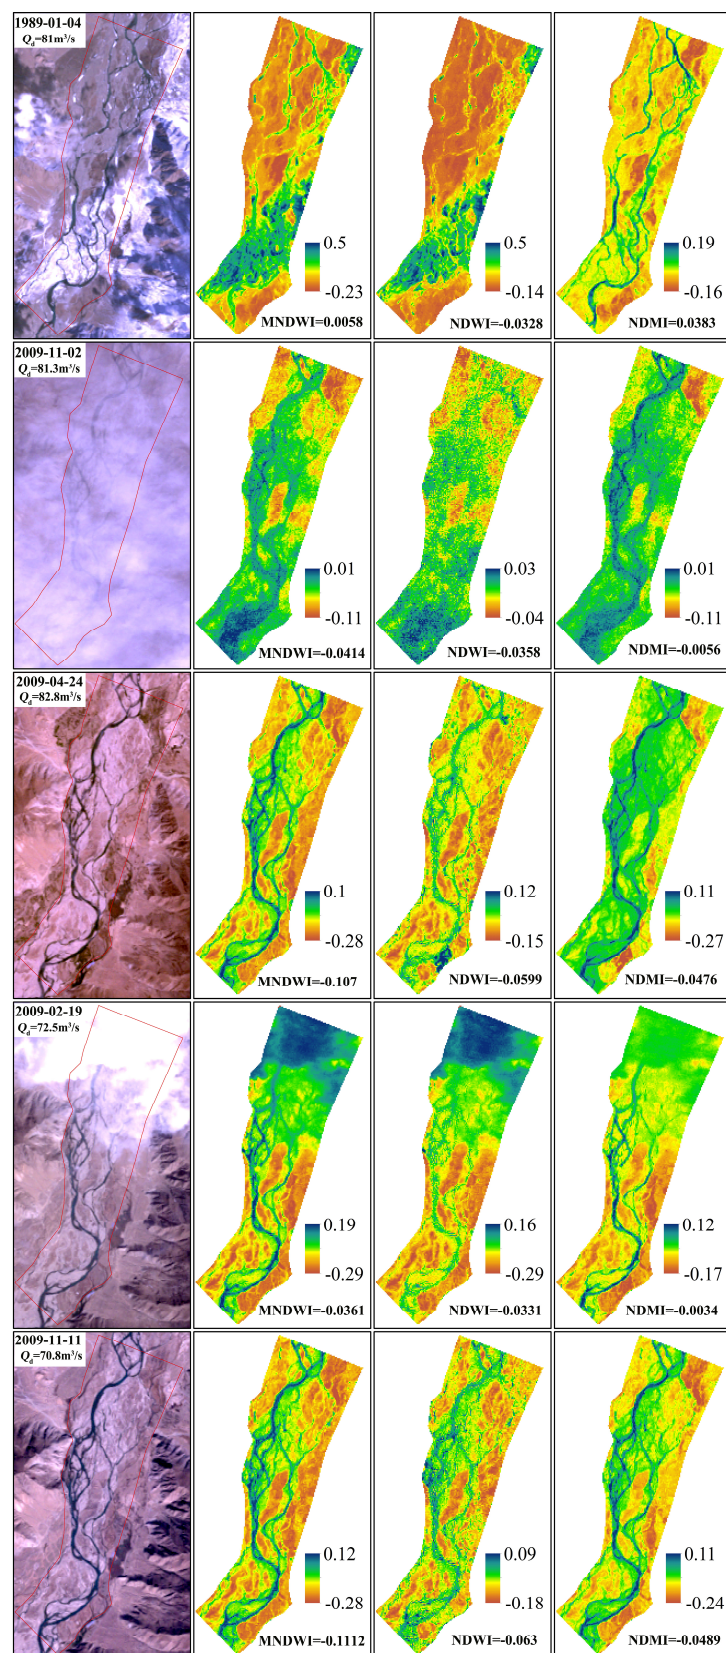 1989-01-04
Qd=81m³/s
0.5
-0.23
MNDWI=0.0058
0.5
-0.14
NDWI=-0.0328
0.19
-0.16
NDMI=0.0383
2009-11-02
Qd=81.3m³/s
0.01
-0.11
MNDWI=-0.0414
0.03
-0.04
NDWI=-0.0358
0.01
-0.11
NDMI=-0.0056
2009-04-24
Qd=82.8m³/s
0.1
-0.28
MNDWI=-0.107
0.12
-0.15
NDWI=-0.0599
0.11
-0.27
NDMI=-0.0476
2009-02-19
Qd=72.5m³/s
0.19
-0.29
MNDWI=-0.0361
0.16
-0.29
NDWI=-0.0331
0.12
-0.17
NDMI=-0.0034
2009-11-11
Qd=70.8m³/s
0.12
-0.28
MNDWI=-0.1112
0.09
-0.18
NDWI=-0.063
0.11
-0.24
NDMI=-0.0489